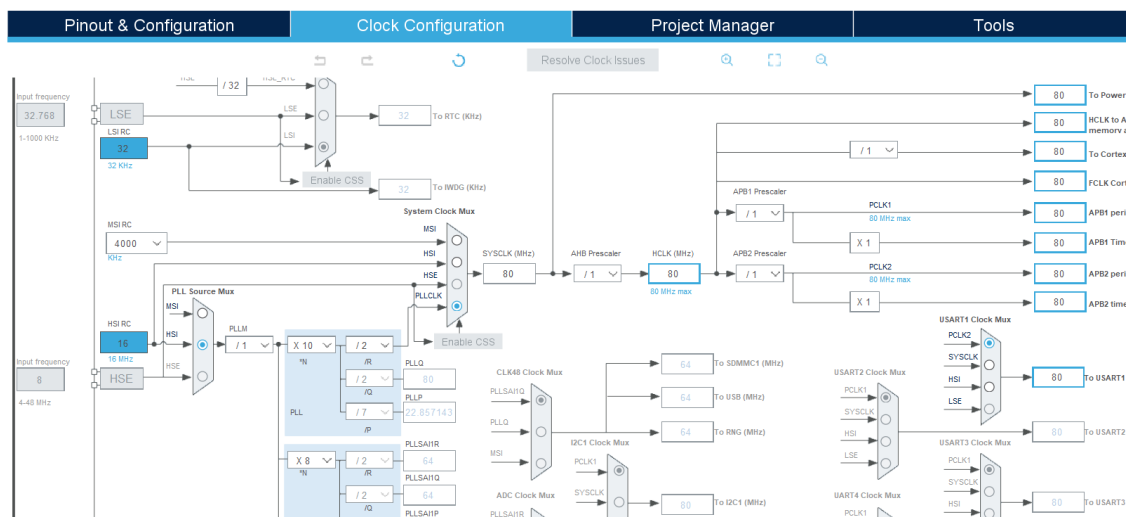 Pinout & Configuration
Clock Configuration
Project Manager
Tools
Resolve Clock Issues
/ 32
Input frequency
32.768
1-1000 KHz
LSE
LSI RC
32
32 KHz
LSE
LSI
32
To RTC (KHz)
Enable CSS
32
To IWDG (KHz)
80
To Power
80
HCLK to A
memory a
/ 1
80
To Cortex
80
FCLK Cort
APB1 Prescaler
/ 1
PCLK1
80 MHz max
80
APB1 peri
X 1
80
APB1 Time
System Clock Mux
MSI
HSI
HSE
PLLCLK
Enable CSS
MSI RC
4000
KHz
SYSCLK (MHz)
80
AHB Prescaler
/ 1
HCLK (MHz)
80
80 MHz max
APB2 Prescaler
/ 1
PCLK2
80 MHz max
80
APB2 peri
X 1
80
APB2 time
PLL Source Mux
MSI
HSI
HSE
HSI RC
16
16 MHz
Input frequency
8
4-48 MHz
HSE
PLLM
/ 1
X 10
*N
/ 2
/R
PLLQ
/ 2
80
/Q
PLLP
/ 7
22.857143
/P
PLL
PLLSAI1R
X 8
*N
/ 2
64
/R
PLLSAI1Q
/ 2
64
/Q
PLLSAI1P
CLK48 Clock Mux
PLLSAI1Q
PLLQ
MSI
64
To SDMMC1 (MHz)
64
To USB (MHz)
64
To RNG (MHz)
ADC Clock Mux
PLLSAI1R
I2C1 Clock Mux
PCLK1
SYSCLK
80
To I2C1 (MHz)
USART1 Clock Mux
PCLK2
SYSCLK
HSI
LSE
80
To USART1
USART2 Clock Mux
PCLK1
SYSCLK
HSI
LSE
80
To USART2
USART3 Clock Mux
PCLK1
SYSCLK
HSI
80
To USART3
UART4 Clock Mux
PCLK1